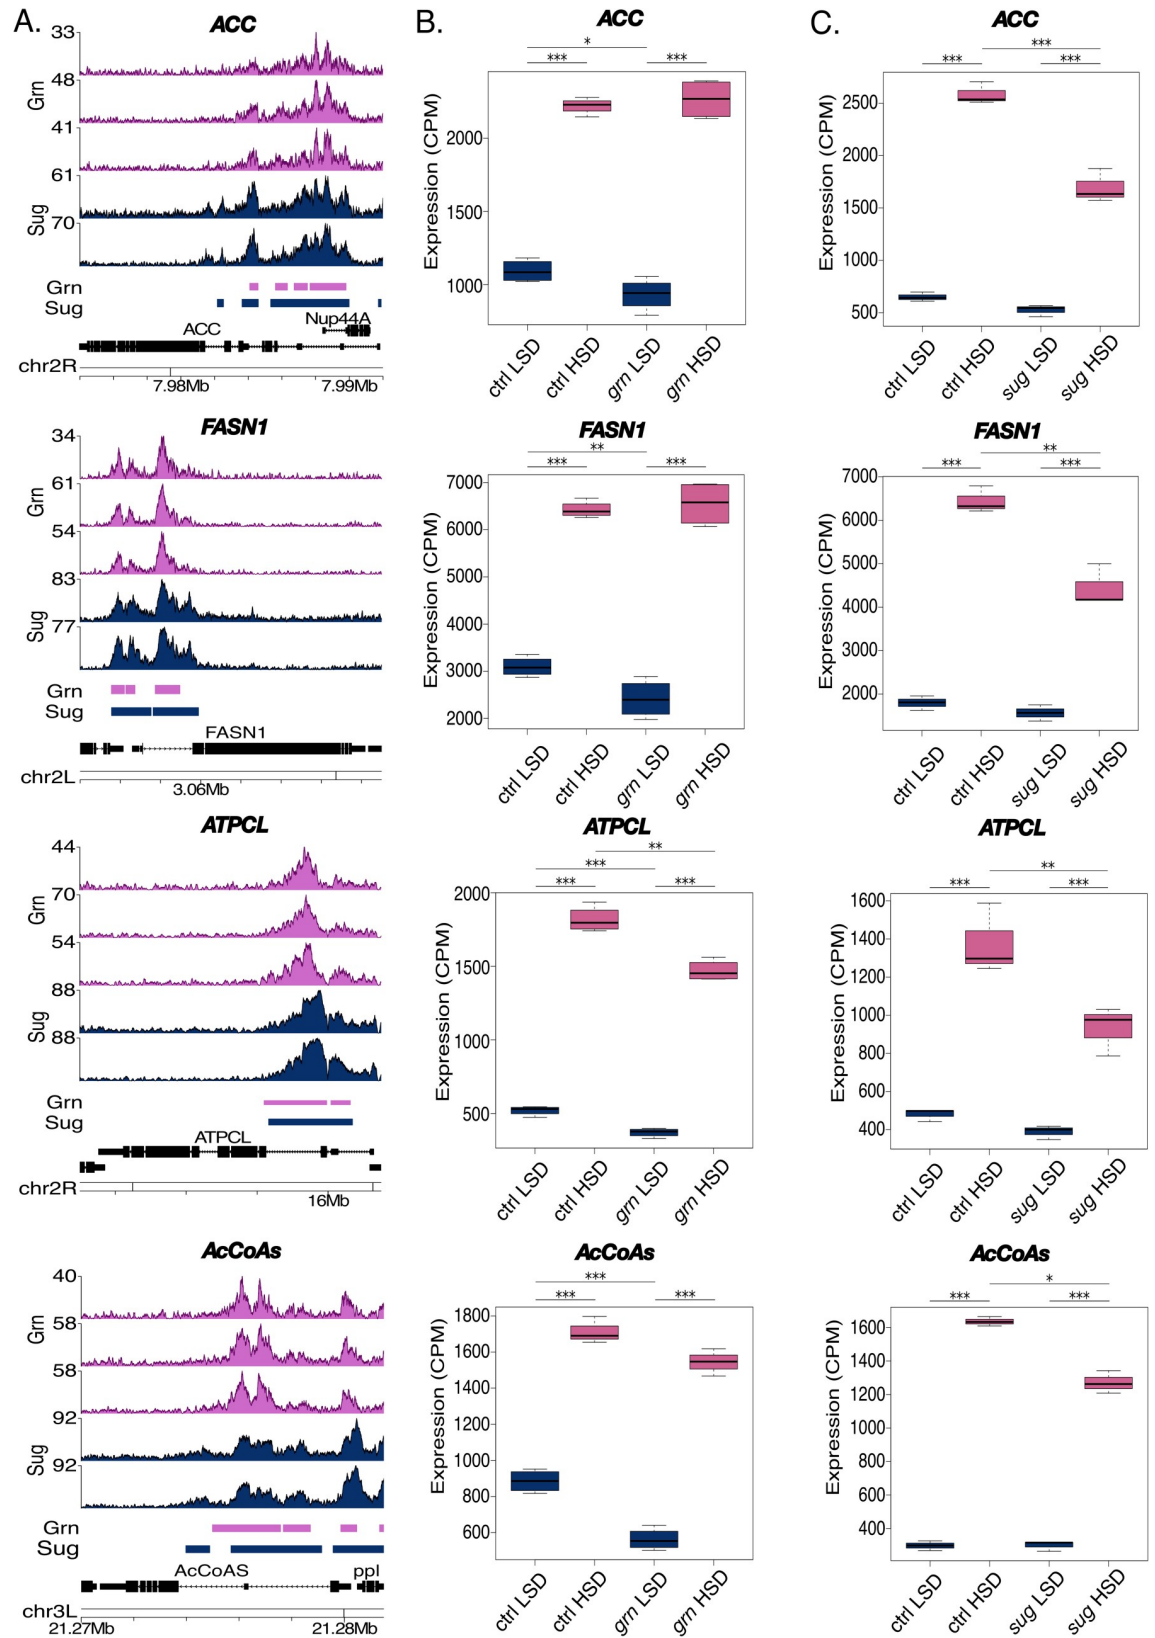 A.
ACC
33
48
41
61
70
Grn
Sug
Grn
Sug
Nup44A
ACC
chr2R
7.98Mb
7.99Mb
FASN1
34
61
54
83
77
Grn
Sug
Grn
Sug
FASN1
chr2L
3.06Mb
ATPCL
44
70
54
88
88
Grn
Sug
Grn
Sug
ATPCL
chr2R
16Mb
AcCoAs
40
58
58
92
92
Grn
Sug
Grn
Sug
AcCoAS
ppl
chr3L
21.27Mb
21.28Mb
B.
ACC
*
*** ***
Expression (CPM)
2000
1500
1000
ctrl LSD
ctrl HSD
grn LSD
grn HSD
FASN1
**
*** ***
Expression (CPM)
7000
6000
5000
4000
3000
2000
ctrl LSD
ctrl HSD
grn LSD
grn HSD
ATPCL
**
***
*** ***
Expression (CPM)
2000
1500
1000
500
ctrl LSD
ctrl HSD
grn LSD
grn HSD
AcCoAs
***
*** ***
Expression (CPM)
1800
1600
1400
1200
1000
800
600
ctrl LSD
ctrl HSD
grn LSD
grn HSD
C.
ACC
***
*** ***
Expression (CPM)
2500
2000
1500
1000
500
ctrl LSD
ctrl HSD
sug LSD
sug HSD
FASN1
**
*** ***
Expression (CPM)
7000
6000
5000
4000
3000
2000
ctrl LSD
ctrl HSD
sug LSD
sug HSD
ATPCL
**
*** ***
Expression (CPM)
1600
1400
1200
1000
800
600
400
ctrl LSD
ctrl HSD
sug LSD
sug HSD
AcCoAs
*
*** ***
Expression (CPM)
1600
1400
1200
1000
800
600
400
ctrl LSD
ctrl HSD
sug LSD
sug HSD